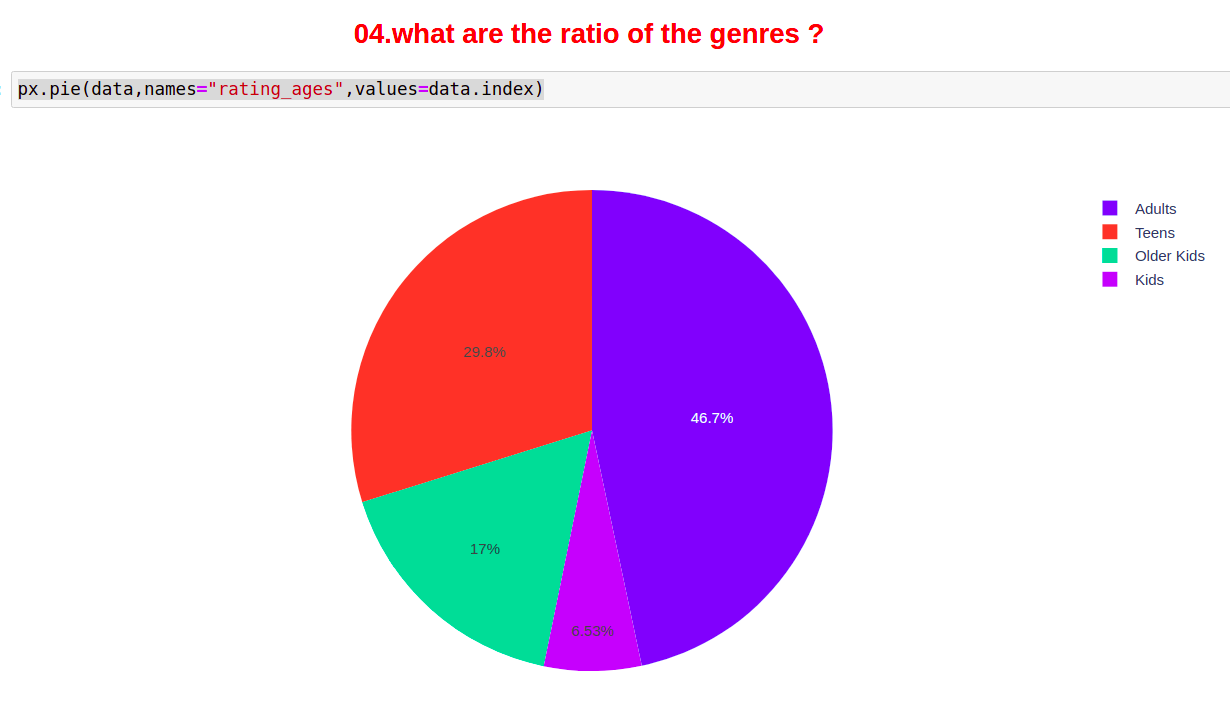 04.what are the ratio of the genres ?
px.pie(data,names="rating_ages",values=data.index)
Adults
Teens
Older Kids
Kids
29.8%
46.7%
17%
6.53%